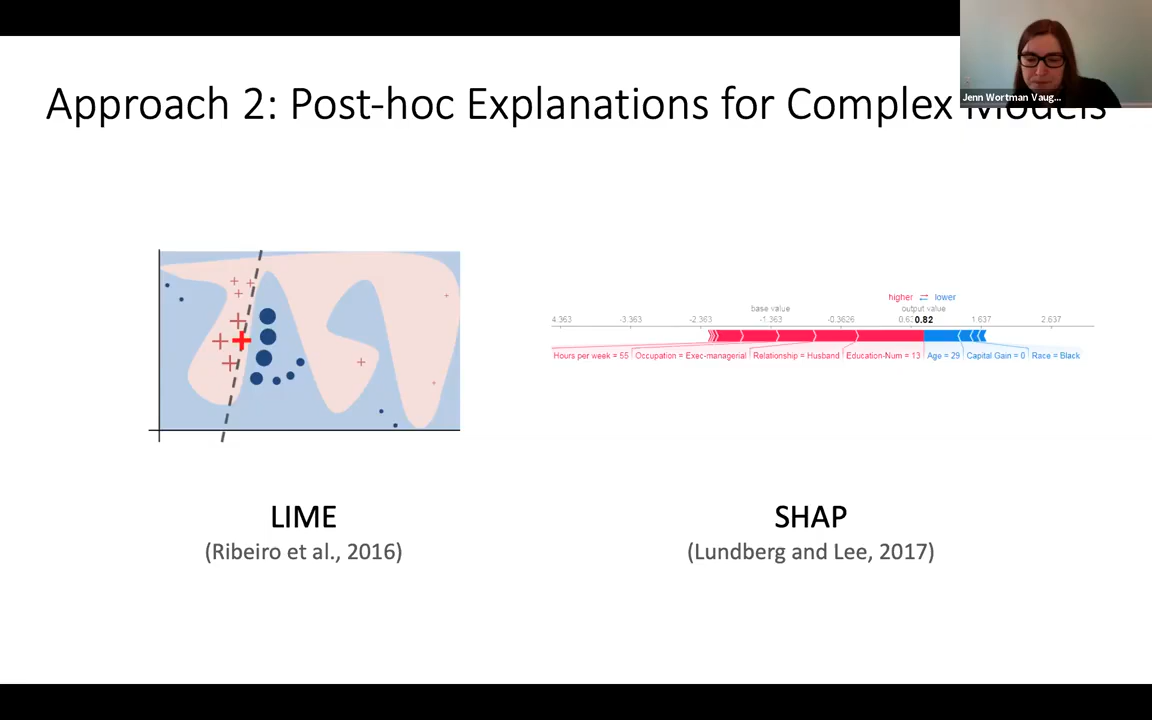 Approach 2: Post-hoc Explanations for Complex Models
Jenn Wortman Vaug...
higher ⇄ lower
base value
output value
4.363 -3.363 -2.363 -1.363 -0.3626 0.6 0.82 1.637 2.637
Hours per week = 55 Occupation = Exec-managerial Relationship = Husband Education-Num = 13 Age = 29 Capital Gain = 0 Race = Black
LIME
(Ribeiro et al., 2016)
SHAP
(Lundberg and Lee, 2017)